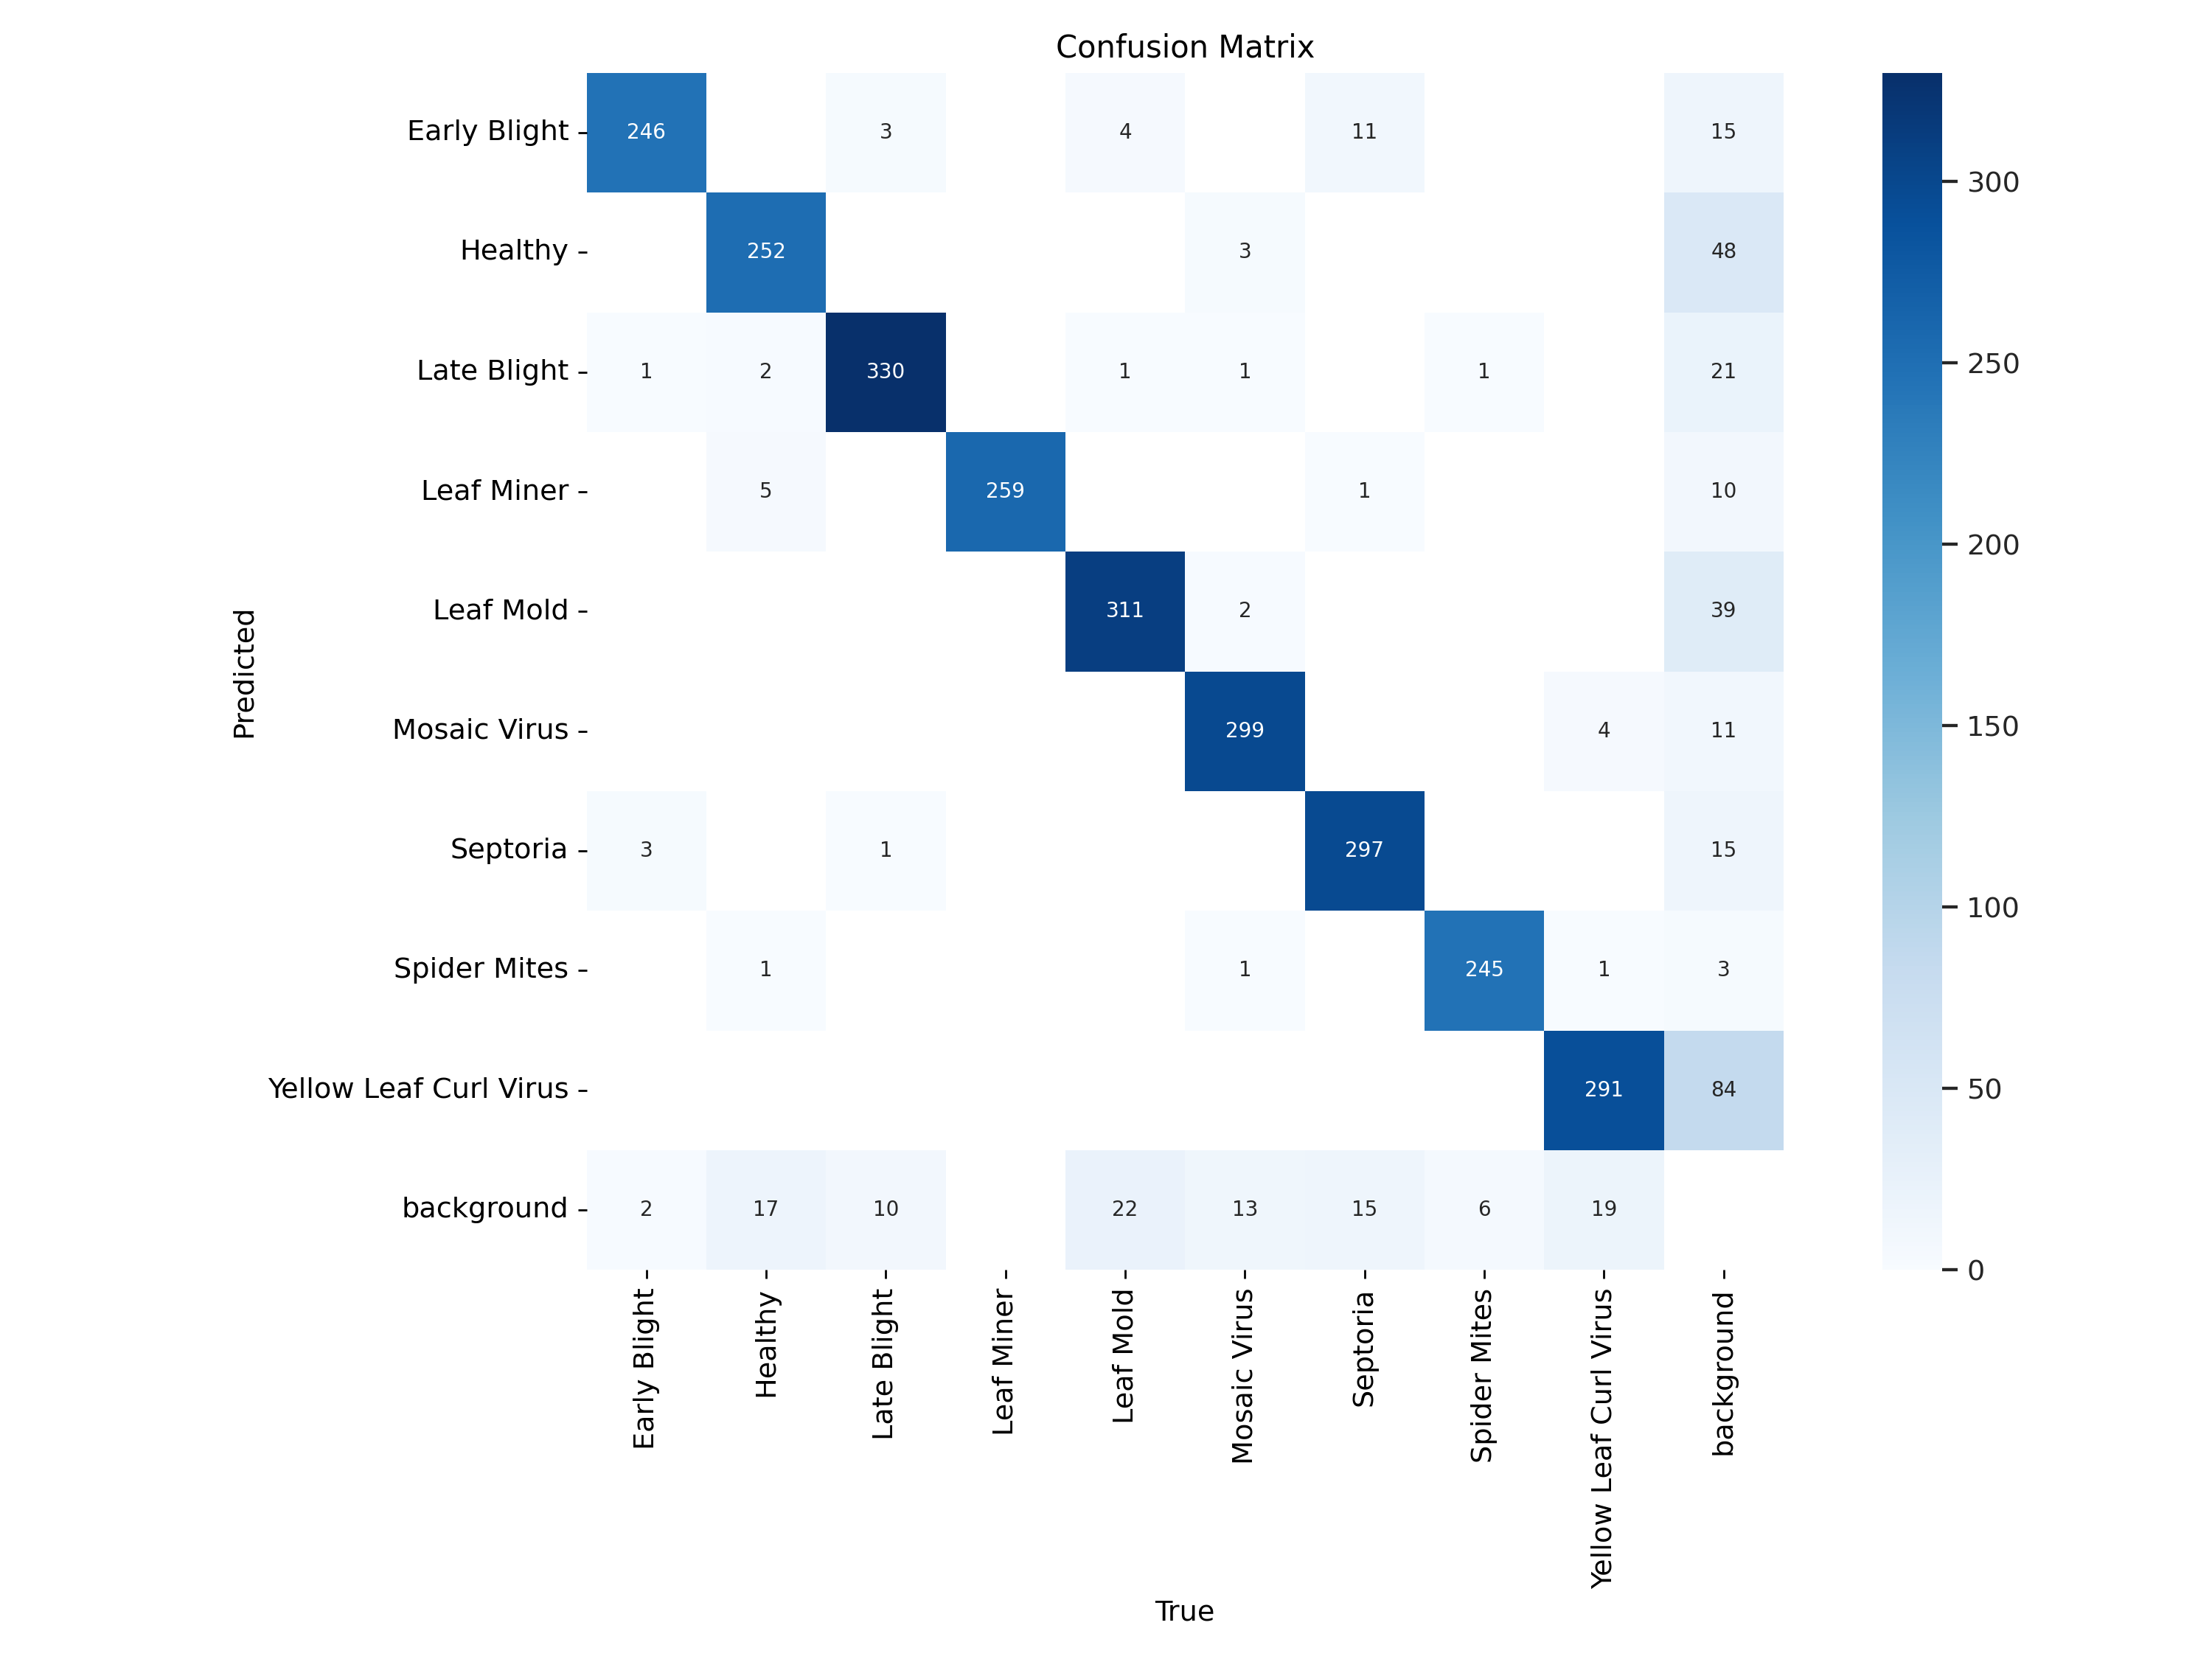 Confusion Matrix
Early Blight 246 3 4 11 15
Healthy 252 3 48
Late Blight 1 2 330 1 1 1 21
Leaf Miner 5 259 1 10
Leaf Mold 311 2 39
Mosaic Virus 299 4 11
Septoria 3 1 297 15
Spider Mites 1 1 245 1 3
Yellow Leaf Curl Virus 291 84
background 2 17 10 22 13 15 6 19
Predicted
Early Blight
Healthy
Late Blight
Leaf Miner
Leaf Mold
Mosaic Virus
Septoria
Spider Mites
Yellow Leaf Curl Virus
background
True
300
250
200
150
100
50
0